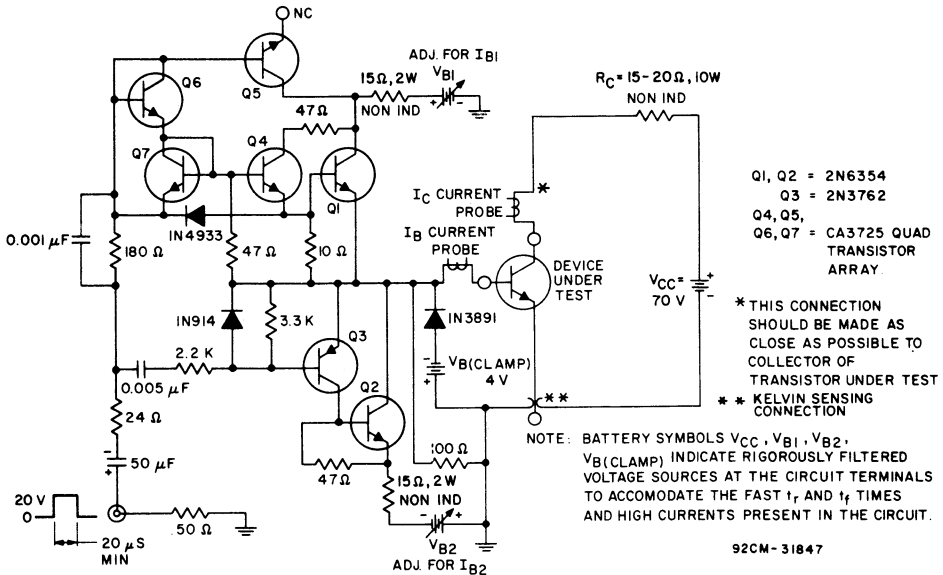 NC
ADJ. FOR IB1
VB1
+
-
15Ω, 2W
NON IND
RC = 15-20Ω, 10W
NON IND
Q6
Q5
47Ω
Q7
Q4
Q1
IC CURRENT
PROBE
*
IB CURRENT
PROBE
DEVICE
UNDER
TEST
Q1, Q2 = 2N6354
Q3 = 2N3762
Q4, Q5,
Q6, Q7 = CA3725 QUAD
TRANSISTOR
ARRAY.
0.001 µF
180Ω
1N4933
47Ω
10Ω
VCC =
70 V
+
-
* THIS CONNECTION
SHOULD BE MADE AS
CLOSE AS POSSIBLE TO
COLLECTOR OF
TRANSISTOR UNDER TEST
* * KELVIN SENSING
CONNECTION
1N914
3.3 K
Q3
1N3891
-
+
VB(CLAMP)
4 V
* *
2.2 K
0.005 µF
Q2
24Ω
-
+
50 µF
47Ω
100Ω
15Ω, 2W
NON IND
-
+
VB2
ADJ. FOR IB2
NOTE: BATTERY SYMBOLS VCC, VB1, VB2,
VB(CLAMP) INDICATE RIGOROUSLY FILTERED
VOLTAGE SOURCES AT THE CIRCUIT TERMINALS
TO ACCOMODATE THE FAST tr AND tf TIMES
AND HIGH CURRENTS PRESENT IN THE CIRCUIT.
20 V
0
20 µS
MIN
50 Ω
92CM-31847